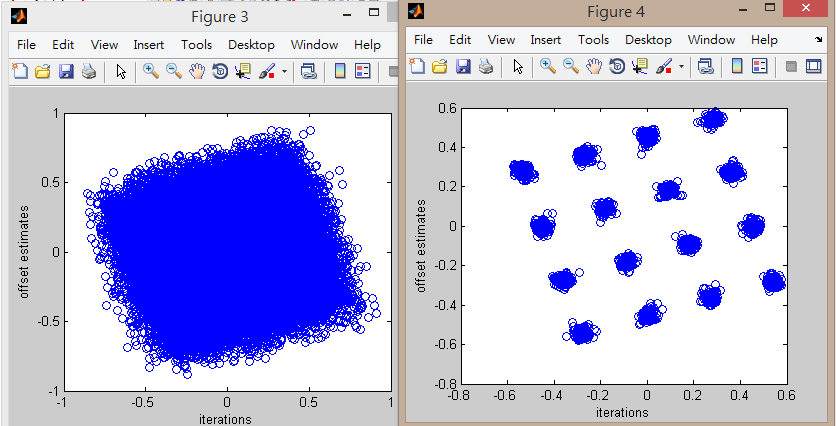 Figure 3
File Edit View Insert Tools Desktop Window Help
1
0.5
0
-0.5
-1
offset estimates
-1 -0.5 0 0.5 1
iterations
Figure 4
File Edit View Insert Tools Desktop Window Help
0.6
0.4
0.2
0
-0.2
-0.4
-0.6
-0.8
offset estimates
-0.8 -0.6 -0.4 -0.2 0 0.2 0.4 0.6
iterations